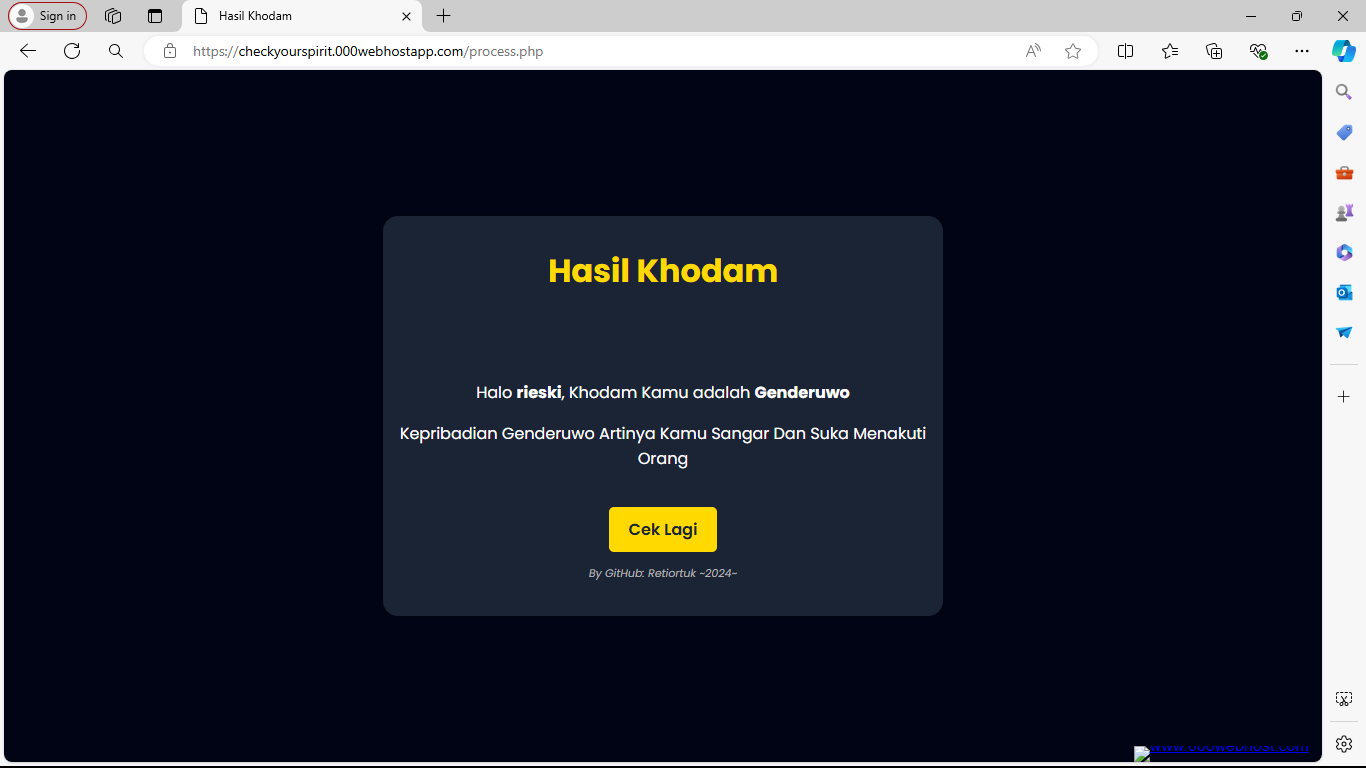 Sign in
Hasil Khodam
https://checkyourspirit.000webhostapp.com/process.php
Hasil Khodam
Halo rieski, Khodam Kamu adalah Genderuwo
Kepribadian Genderuwo Artinya Kamu Sangar Dan Suka Menakuti
Orang
Cek Lagi
By GitHub: Retiortuk ~2024~
www.000webhost.com